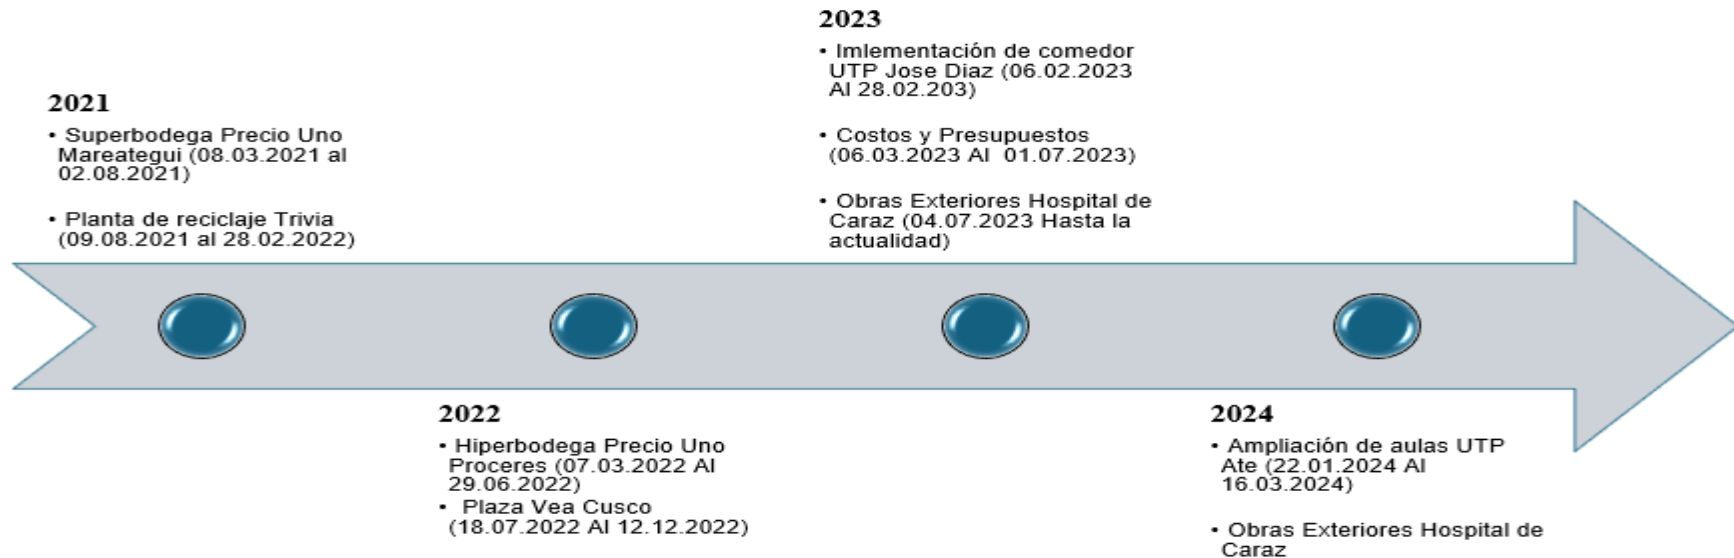 2021
• Superbodega Precio Uno
Mareategui (08.03.2021 al
02.08.2021)
• Planta de reciclaje Trivia
(09.08.2021 al 28.02.2022)
2022
• Hiperbodega Precio Uno
Proceres (07.03.2022 Al
29.06.2022)
• Plaza Vea Cusco
(18.07.2022 Al 12.12.2022)
2023
• Imlementación de comedor
UTP Jose Diaz (06.02.2023
Al 28.02.203)
• Costos y Presupuestos
(06.03.2023 Al 01.07.2023)
• Obras Exteriores Hospital de
Caraz (04.07.2023 Hasta la
actualidad)
2024
• Ampliación de aulas UTP
Ate (22.01.2024 Al
16.03.2024)
• Obras Exteriores Hospital de
Caraz